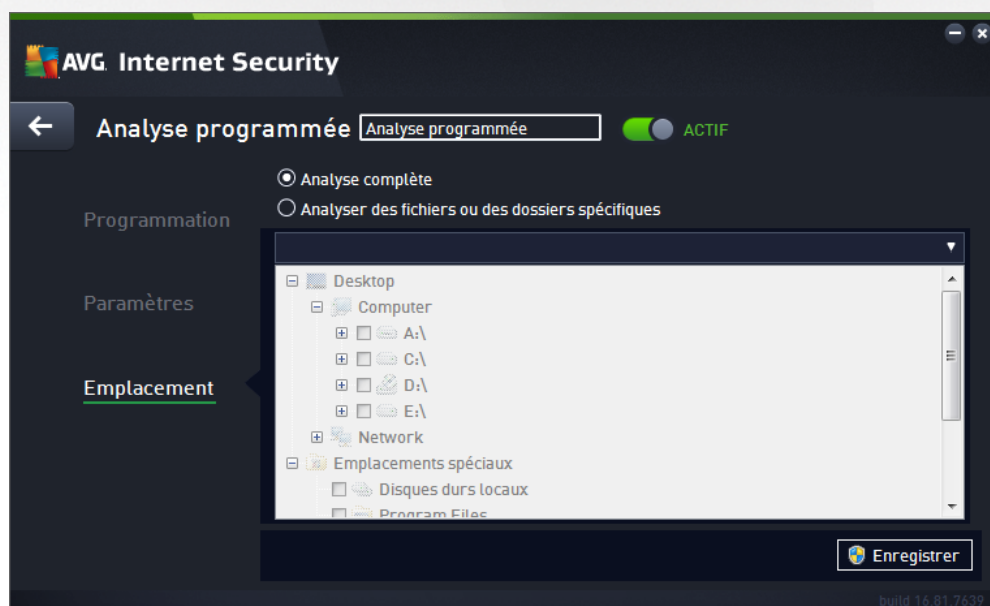 AVG Internet Security
Analyse programmée Analyse programmée ACTIF
Analyse complète
Analyser des fichiers ou des dossiers spécifiques
Programmation
Paramètres
Emplacement
Desktop
Computer
A:\
C:\
D:\
E:\
Network
Emplacements spéciaux
Disques durs locaux
Program Files
Enregistrer
build 16.81.7639